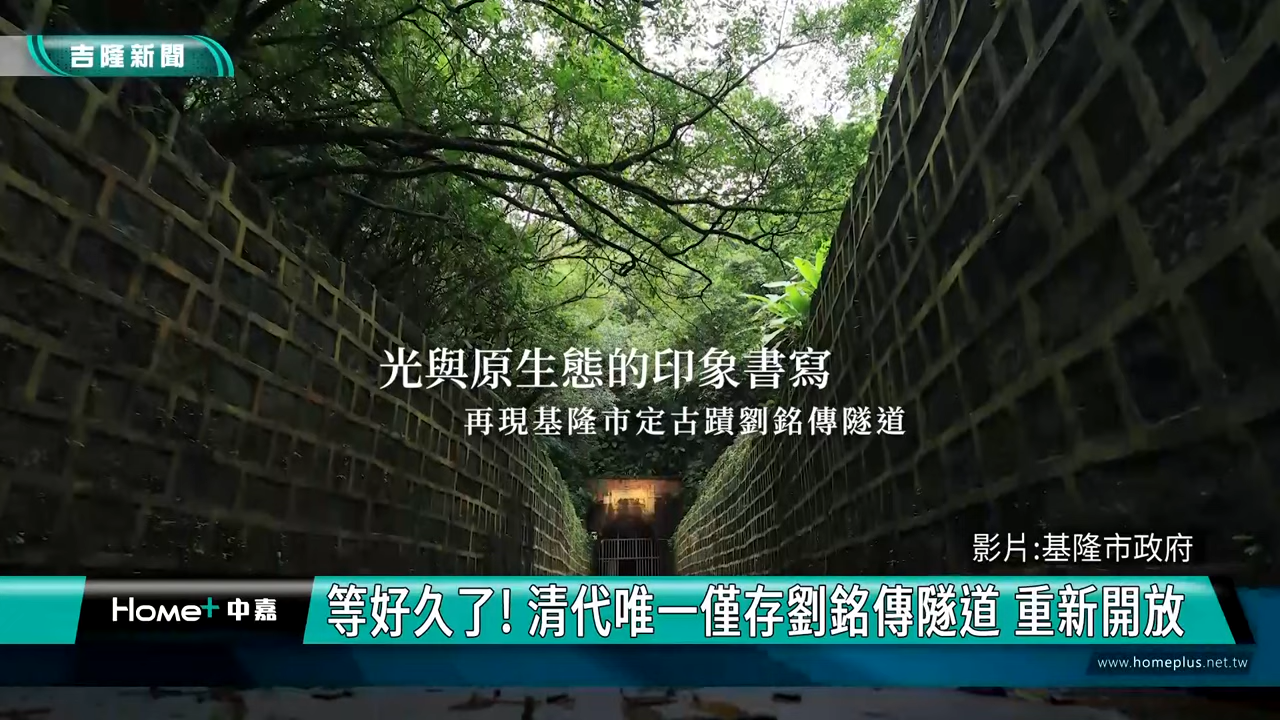 吉隆新聞
光與原生態的印象書寫
再現基隆市定古蹟劉銘傳隧道
影片:基隆市政府
Home+ 中嘉
等好久了! 清代唯一僅存劉銘傳隧道 重新開放
www.homeplus.net.tw